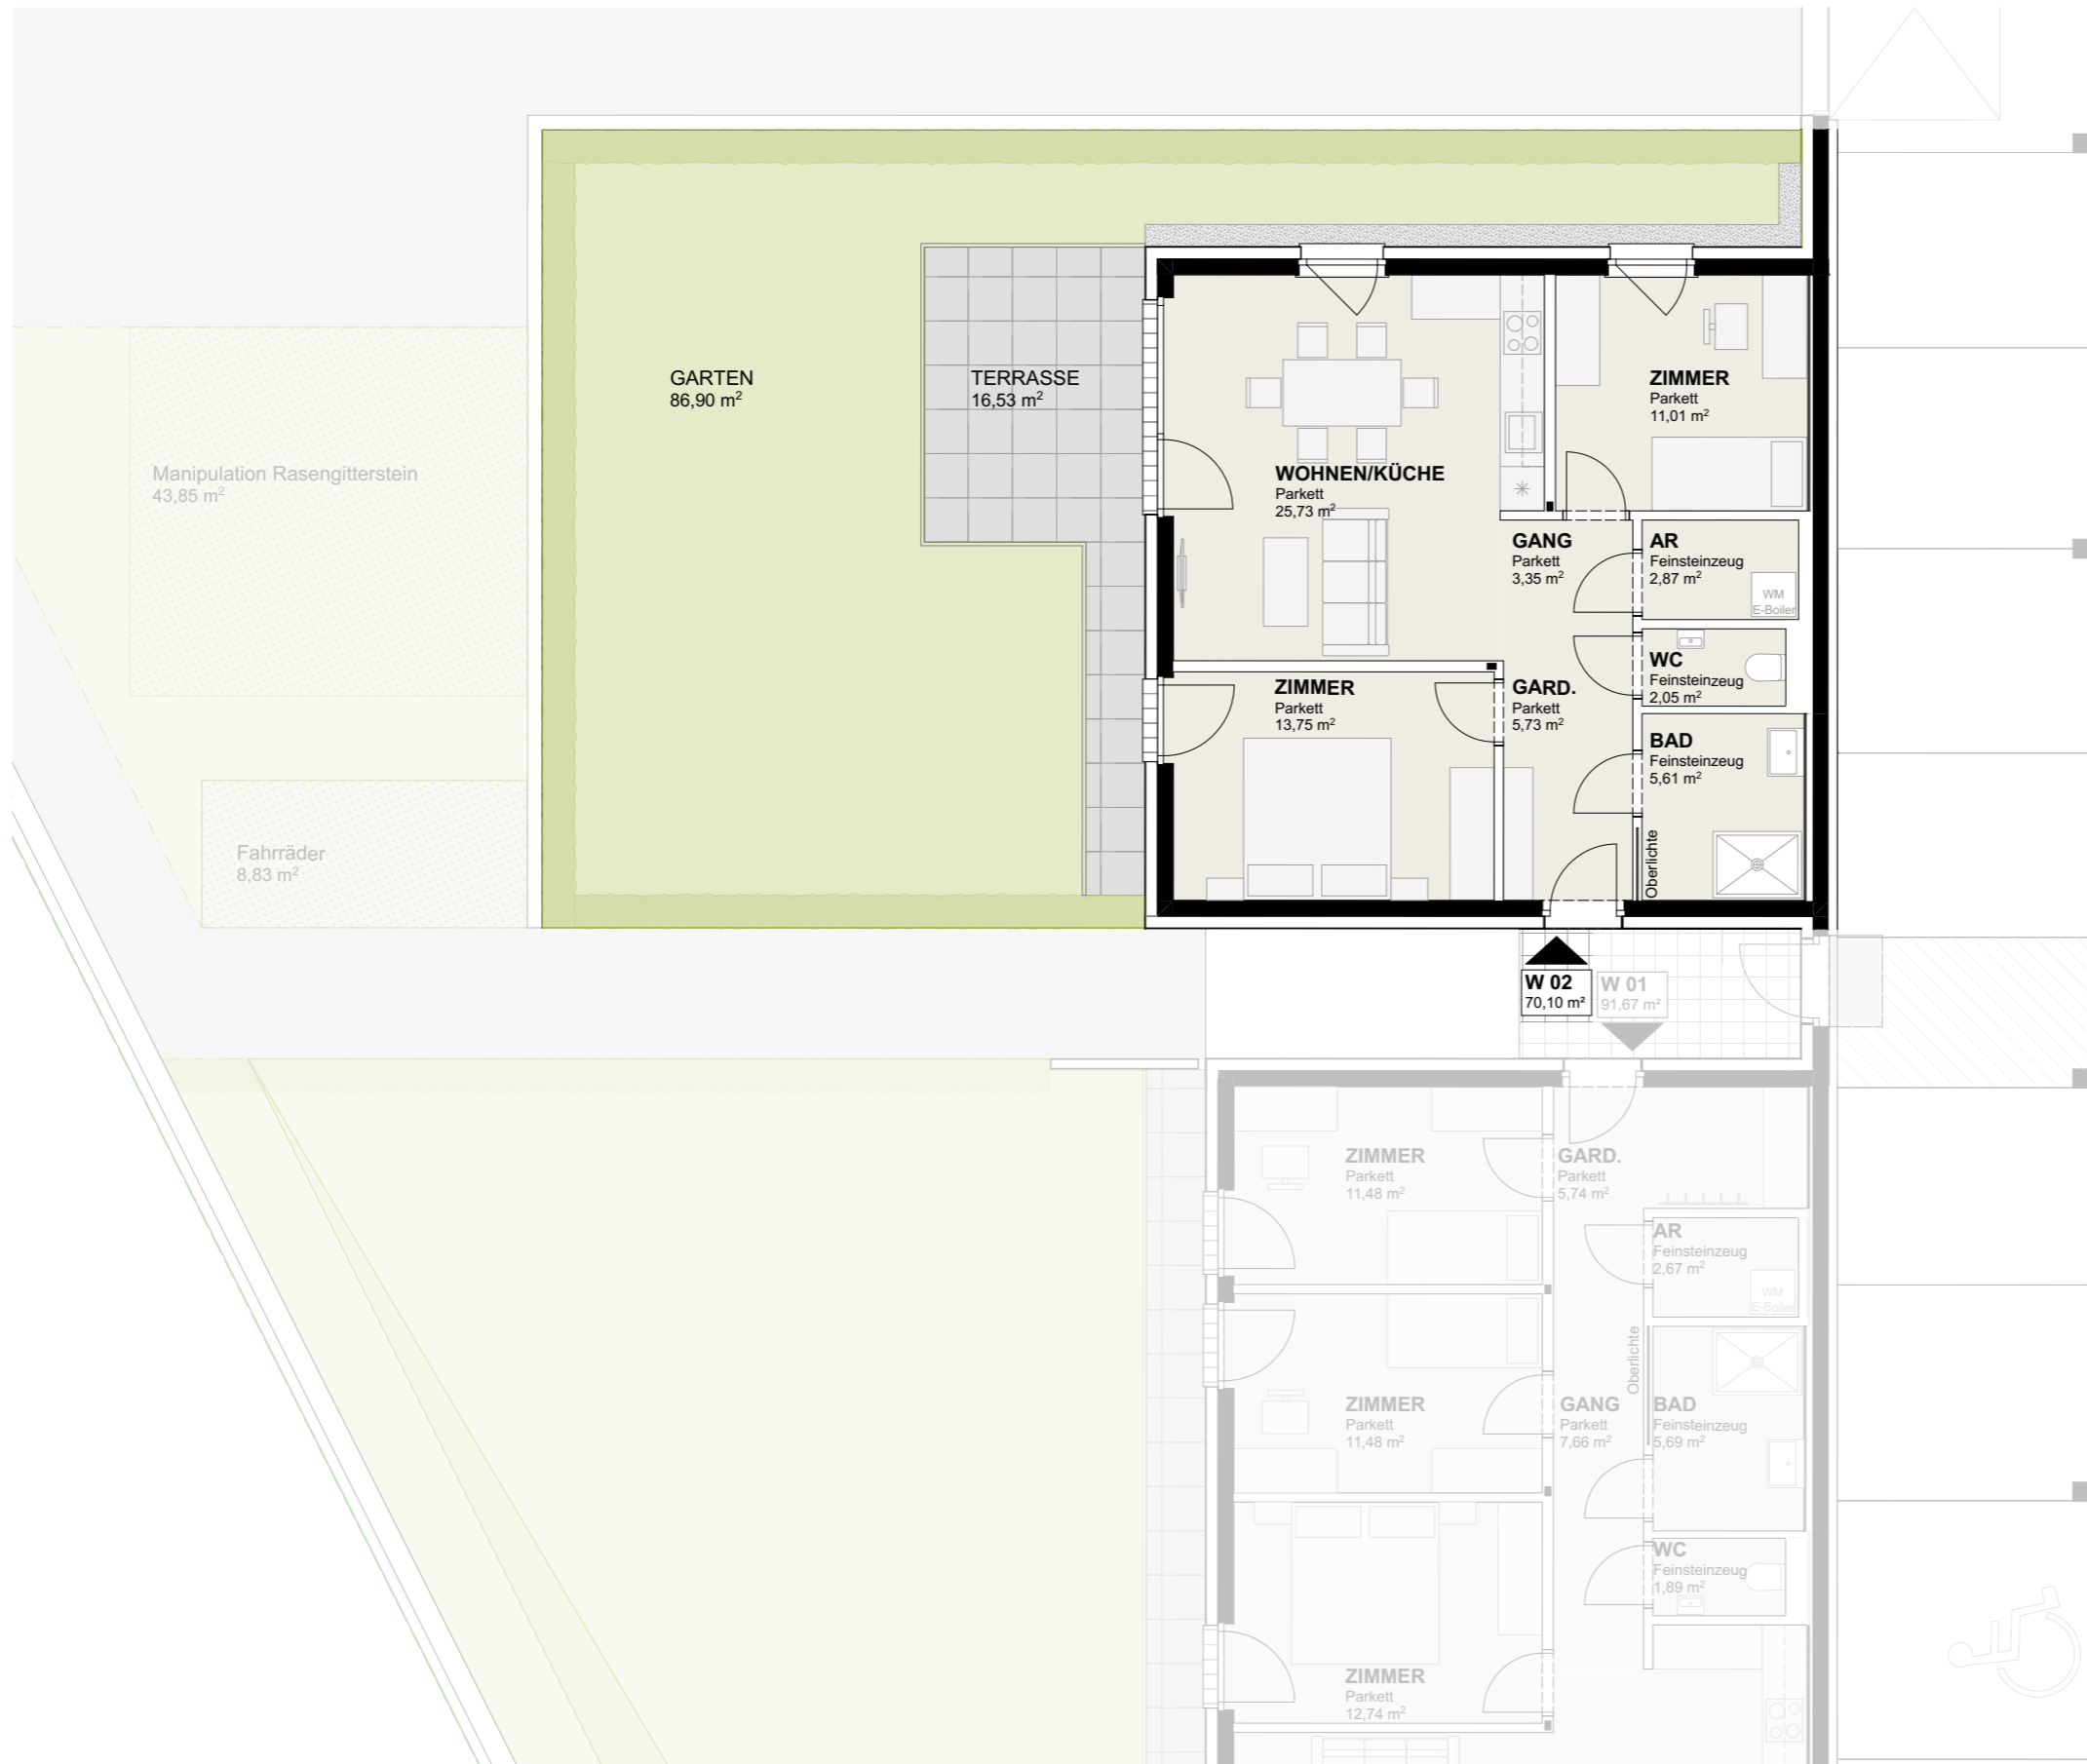 GARTEN
86,90 m²
TERRASSE
16,53 m²
ZIMMER
Parkett
11,01 m²
Manipulation Rasengitterstein
43,85 m²
WOHNEN/KÜCHE
Parkett
25,73 m²
GANG
Parkett
3,35 m²
AR
Feinsteinzeug
2,87 m²
WM
E-Boiler
WC
Feinsteinzeug
2,05 m²
ZIMMER
Parkett
13,75 m²
GARD.
Parkett
5,73 m²
BAD
Feinsteinzeug
5,61 m²
Oberlichte
Fahrräder
8,83 m²
W 02
70,10 m²
W 01
91,67 m²
ZIMMER
Parkett
11,48 m²
GARD.
Parkett
5,74 m²
AR
Feinsteinzeug
2,67 m²
WM
E-Boiler
Oberlichte
ZIMMER
Parkett
11,48 m²
GANG
Parkett
7,66 m²
BAD
Feinsteinzeug
5,69 m²
WC
Feinsteinzeug
1,89 m²
ZIMMER
Parkett
12,74 m²